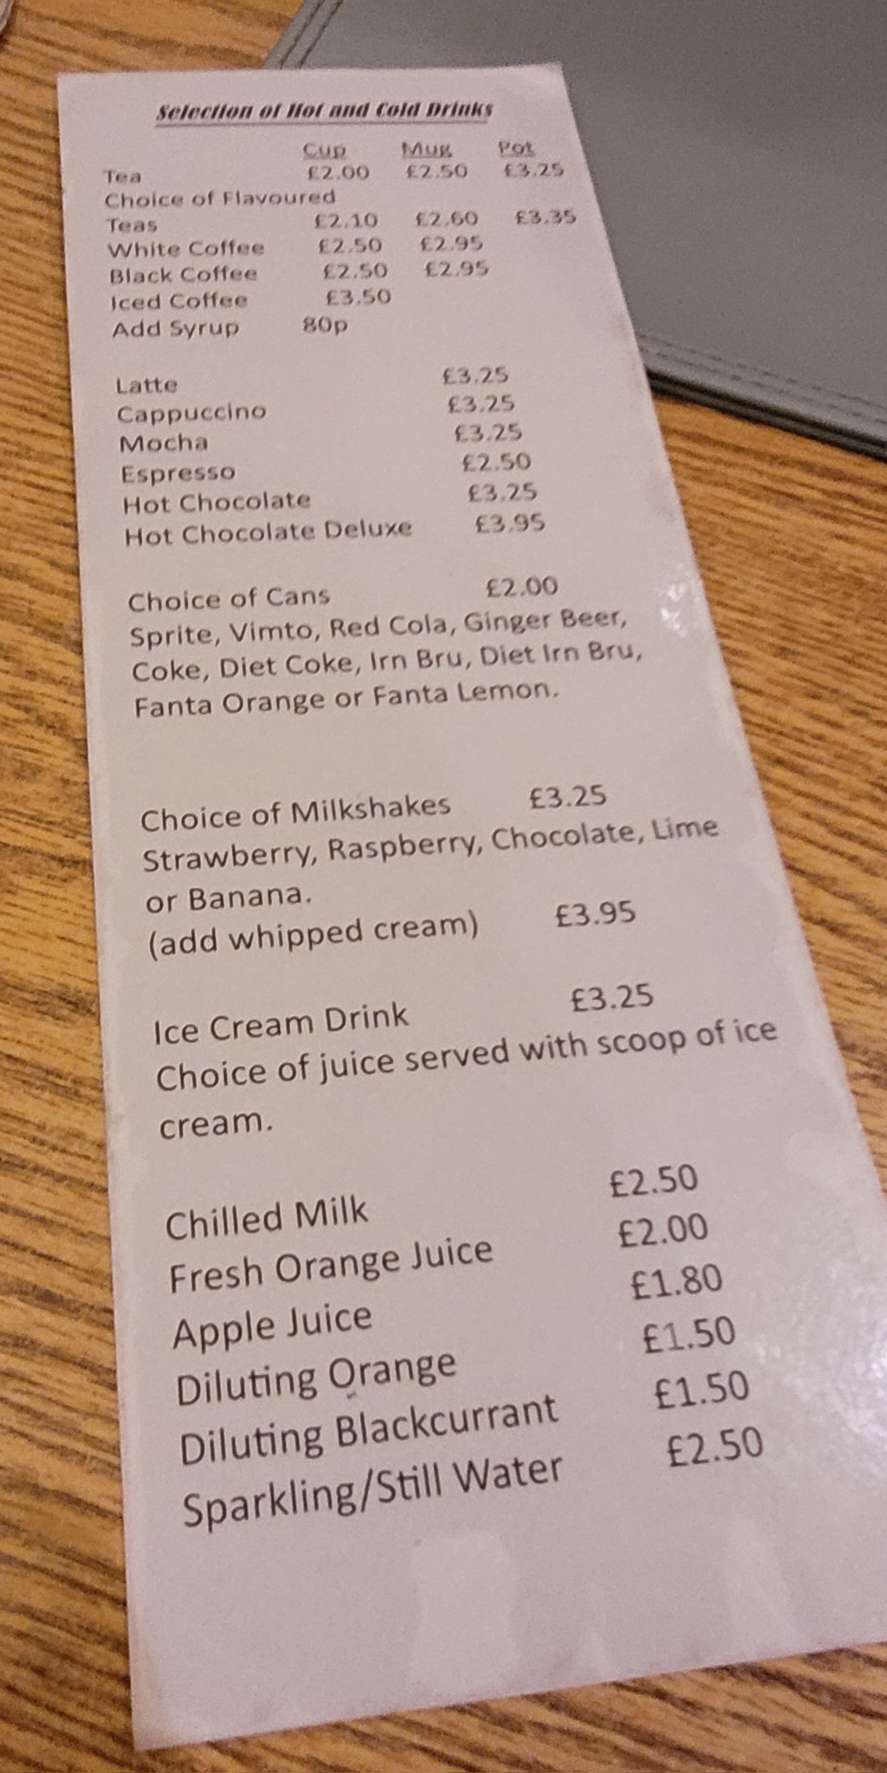 Selection of Hot and Cold Drinks
Cup Mug Pot
Tea £2.00 £2.50 £3.25
Choice of Flavoured
Teas £2.10 £2.60 £3.35
White Coffee £2.50 £2.95
Black Coffee £2.50 £2.95
Iced Coffee £3.50
Add Syrup 80p
Latte £3.25
Cappuccino £3.25
Mocha £3.25
Espresso £2.50
Hot Chocolate £3.25
Hot Chocolate Deluxe £3.95
Choice of Cans £2.00
Sprite, Vimto, Red Cola, Ginger Beer,
Coke, Diet Coke, Irn Bru, Diet Irn Bru,
Fanta Orange or Fanta Lemon.
Choice of Milkshakes £3.25
Strawberry, Raspberry, Chocolate, Lime
or Banana.
(add whipped cream) £3.95
Ice Cream Drink £3.25
Choice of juice served with scoop of ice
cream.
Chilled Milk £2.50
Fresh Orange Juice £2.00
Apple Juice £1.80
Diluting Orange £1.50
Diluting Blackcurrant £1.50
Sparkling/Still Water £2.50